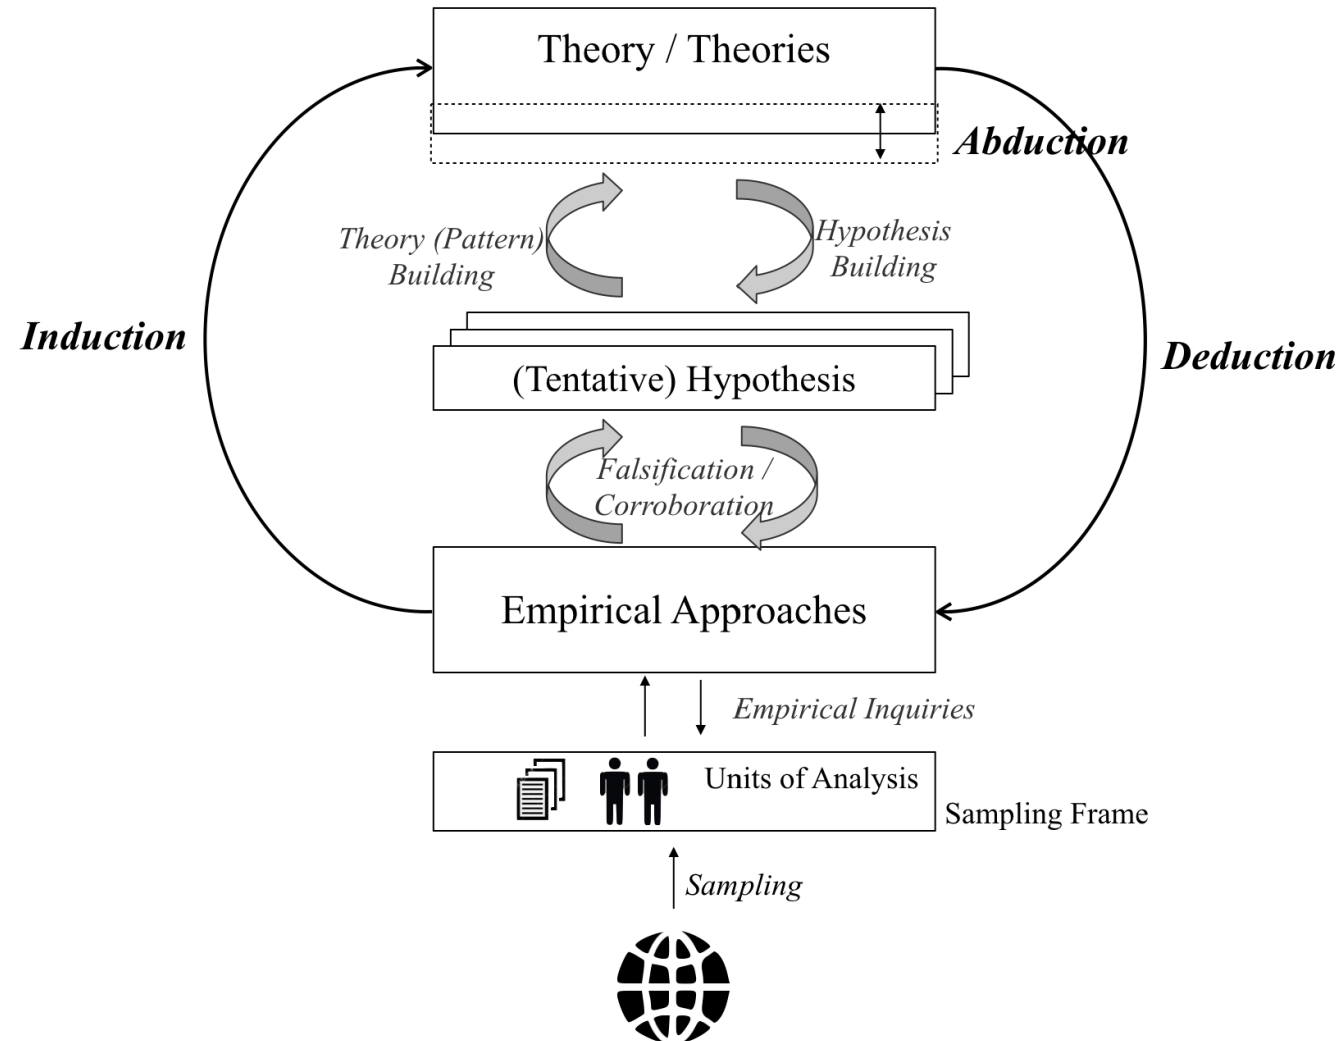 Theory / Theories
Abduction
Theory (Pattern)
Building
Hypothesis
Building
Induction
Deduction
(Tentative) Hypothesis
Falsification /
Corroboration
Empirical Approaches
Empirical Inquiries
Units of Analysis
Sampling Frame
Sampling